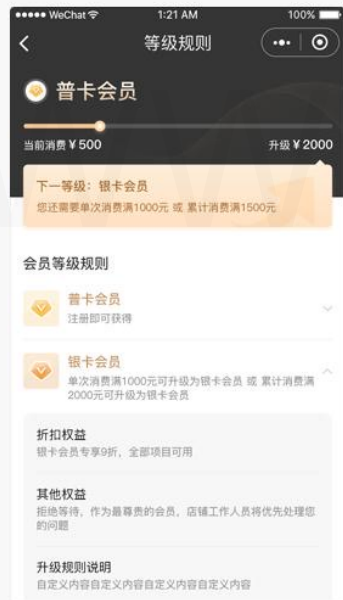 WeChat
1:21 AM
100%
等级规则
普卡会员
当前消费 ¥ 500
升级 ¥ 2000
下一等级：银卡会员
您还需要单次消费满1000元 或 累计消费满1500元
会员等级规则
普卡会员
注册即可获得
银卡会员
单次消费满1000元可升级为银卡会员 或 累计消费满
2000元可升级为银卡会员
折扣权益
银卡会员专享9折，全部项目可用
其他权益
拒绝等待，作为最尊贵的会员，店铺工作人员将优先处理您
的问题
升级规则说明
自定义内容自定义内容自定义内容自定义内容